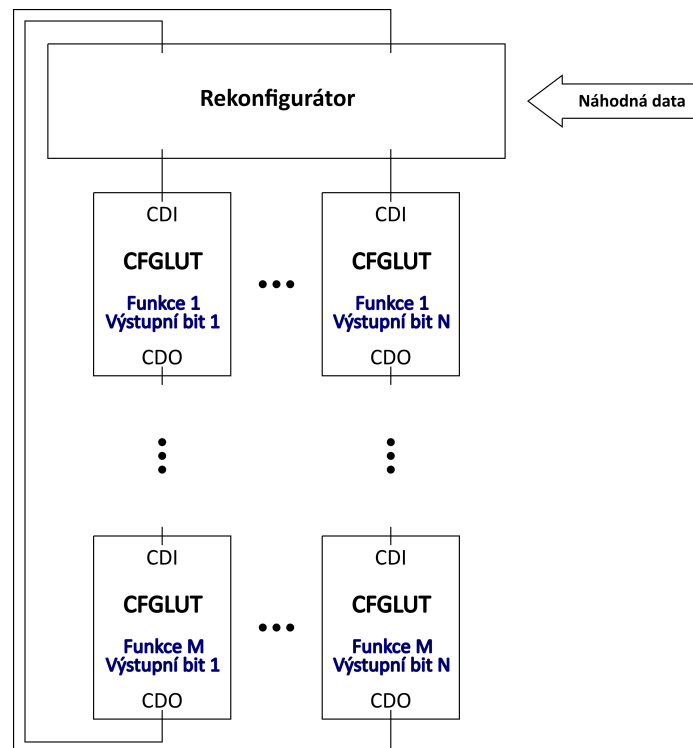 Rekonfigurátor
Náhodná data
CDI
CFGLUT
Funkce 1
Výstupní bit 1
CDO
CDI
CFGLUT
Funkce 1
Výstupní bit N
CDO
CDI
CFGLUT
Funkce M
Výstupní bit 1
CDO
CDI
CFGLUT
Funkce M
Výstupní bit N
CDO